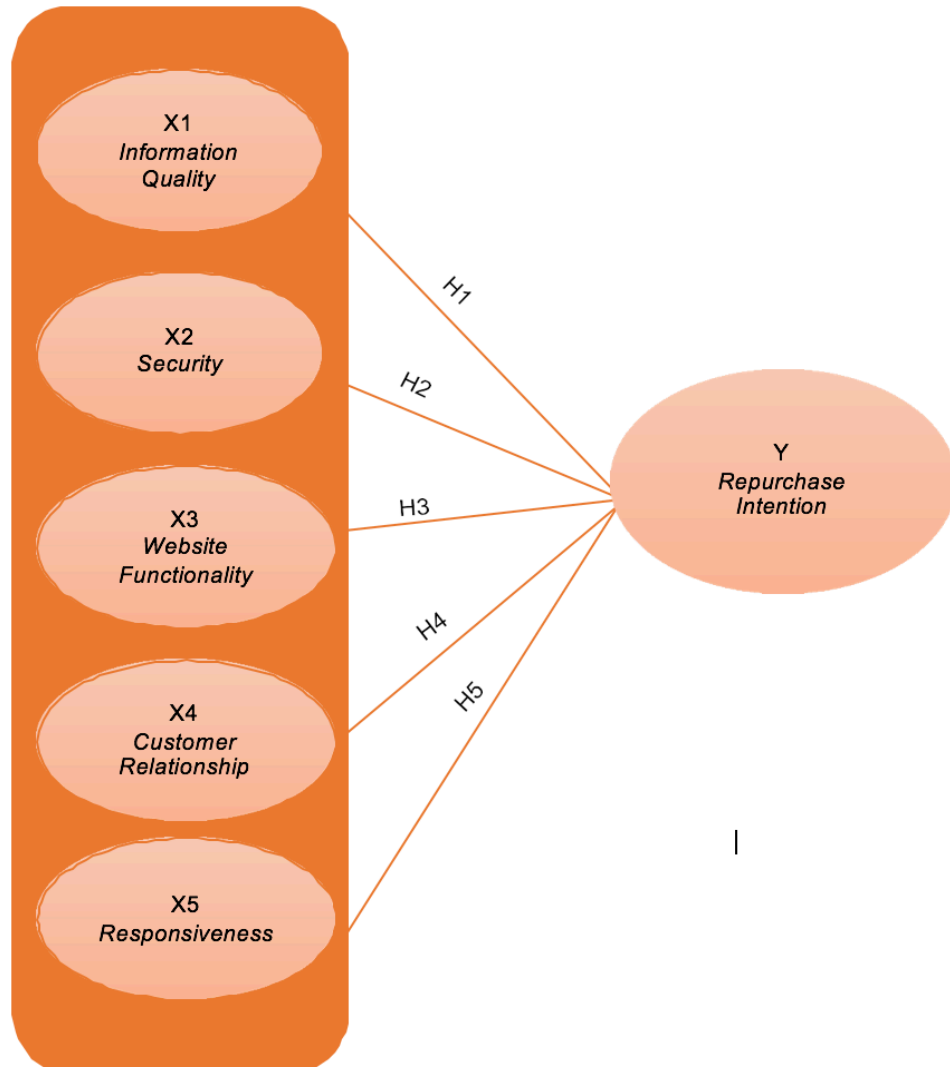 X1
Information
Quality
H1
X2
Security
H2
X3
Website
Functionality
H3
Y
Repurchase
Intention
X4
Customer
Relationship
H4
X5
Responsiveness
H5